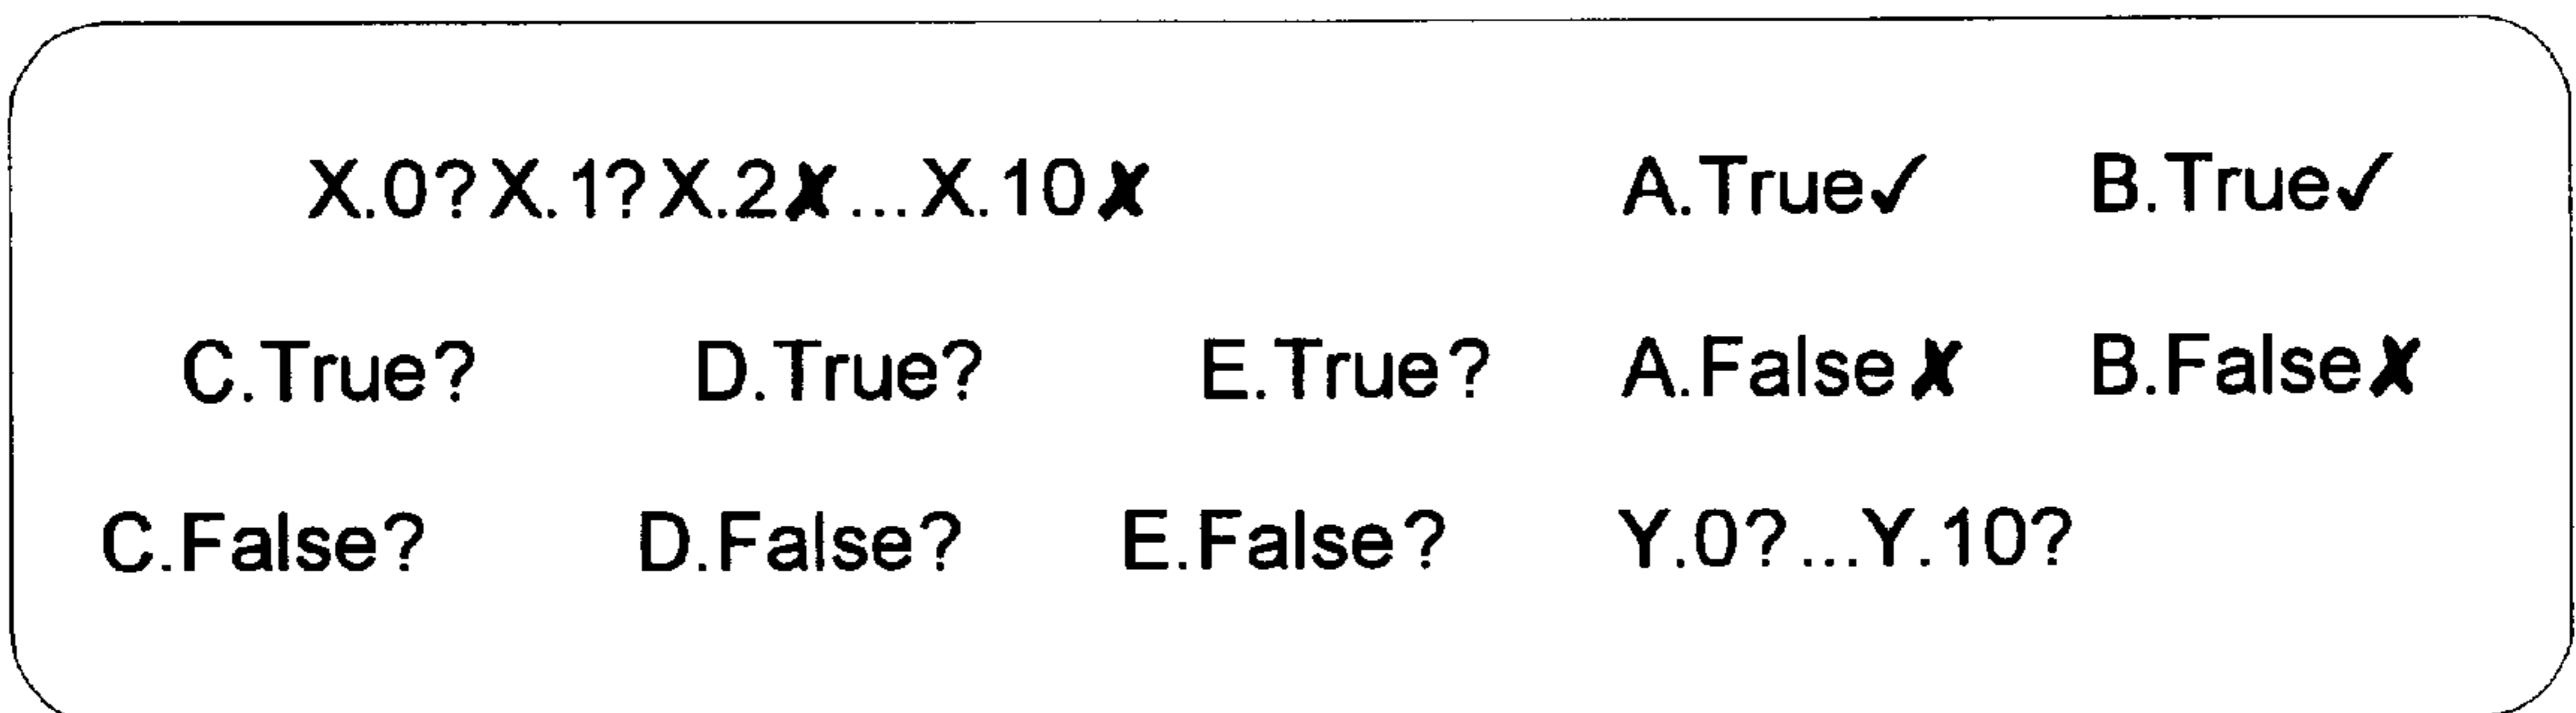 X.0? X.1? X.2✗ ... X.10✗ A.True✓ B.True✓
C.True? D.True? E.True? A.False✗ B.False✗
C.False? D.False? E.False? Y.0? ... Y.10?